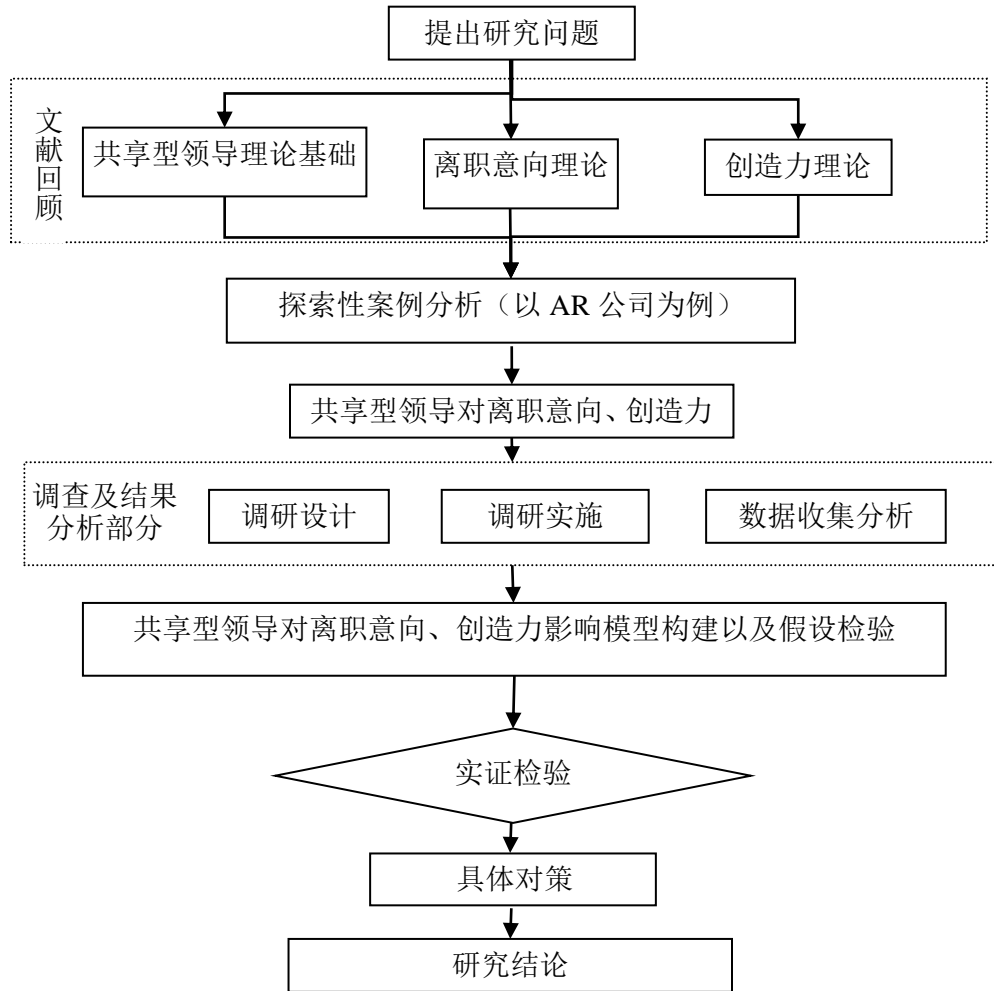 提出研究问题
文献回顾
共享型领导理论基础
离职意向理论
创造力理论
探索性案例分析（以 AR 公司为例）
共享型领导对离职意向、创造力
调查及结果
分析部分
调研设计
调研实施
数据收集分析
共享型领导对离职意向、创造力影响模型构建以及假设检验
实证检验
具体对策
研究结论